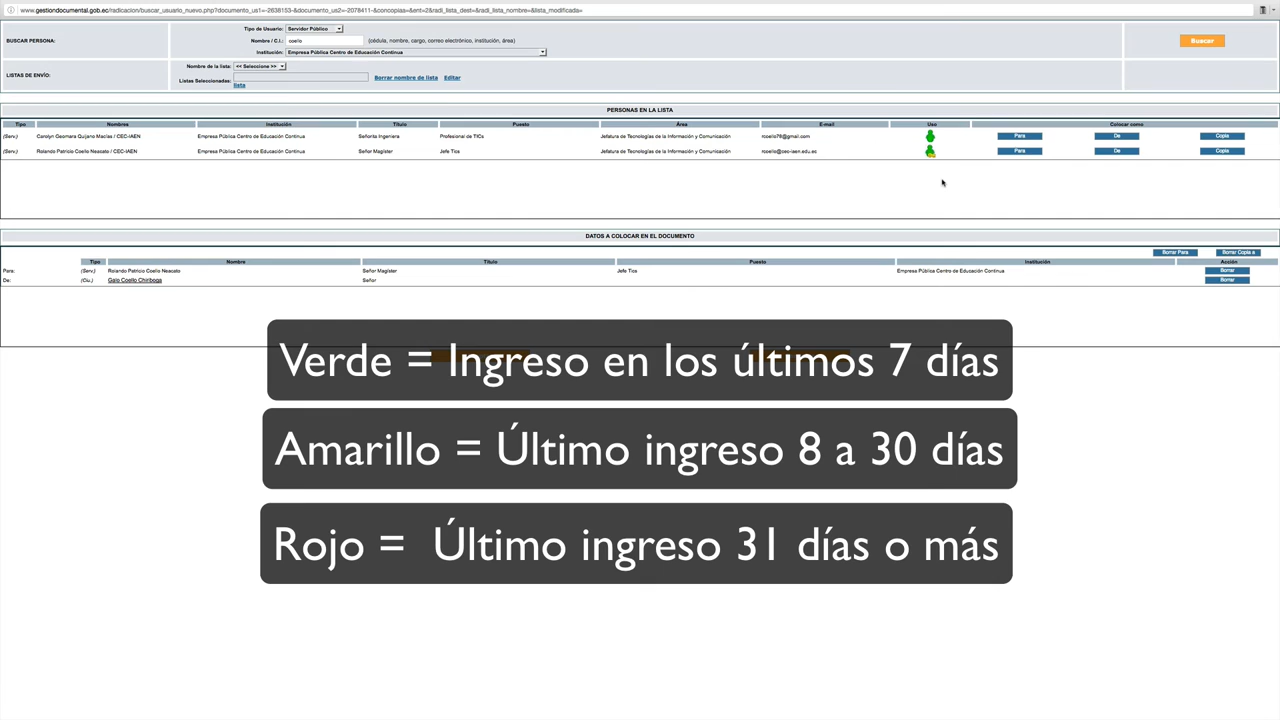 www.gestiondocumental.gob.ec/radicacion/buscar_usuario_nuevo.php?documento_us1=-2638153-&documento_us2=-2078411-&concopias=&ent=2&radi_lista_dest=&radi_lista_nombre=&lista_modificada=
Tipo de Usuario: Servidor Público
BUSCAR PERSONA: Nombre / C.I.: coello (cédula, nombre, cargo, correo electrónico, institución, área) Buscar
Institución: Empresa Pública Centro de Educación Continua
Nombre de la lista: << Seleccione >>
LISTAS DE ENVÍO: Listas Seleccionadas: Borrar nombre de lista Editar
lista
PERSONAS EN LA LISTA
Tipo Nombres Institución Título Puesto Área E-mail Uso Colocar como
(Serv.) Carolyn Geomara Quijano Macías / CEC-IAEN Empresa Pública Centro de Educación Continua Señorita Ingeniera Profesional de TICs Jefatura de Tecnologías de la Información y Comunicación rcoello78@gmail.com Para De Copia
(Serv.) Rolando Patricio Coello Neacato / CEC-IAEN Empresa Pública Centro de Educación Continua Señor Magíster Jefe Tics Jefatura de Tecnologías de la Información y Comunicación rcoello@cec-iaen.edu.ec Para De Copia
DATOS A COLOCAR EN EL DOCUMENTO
Borrar Para Borrar Copia a
Tipo Nombre Título Puesto Institución Acción
Para: (Serv.) Rolando Patricio Coello Neacato Señor Magíster Jefe Tics Empresa Pública Centro de Educación Continua Borrar
De: (Ciu.) Galo Coello Chiriboga Señor Borrar
Verde = Ingreso en los últimos 7 días
Amarillo = Último ingreso 8 a 30 días
Rojo = Último ingreso 31 días o más